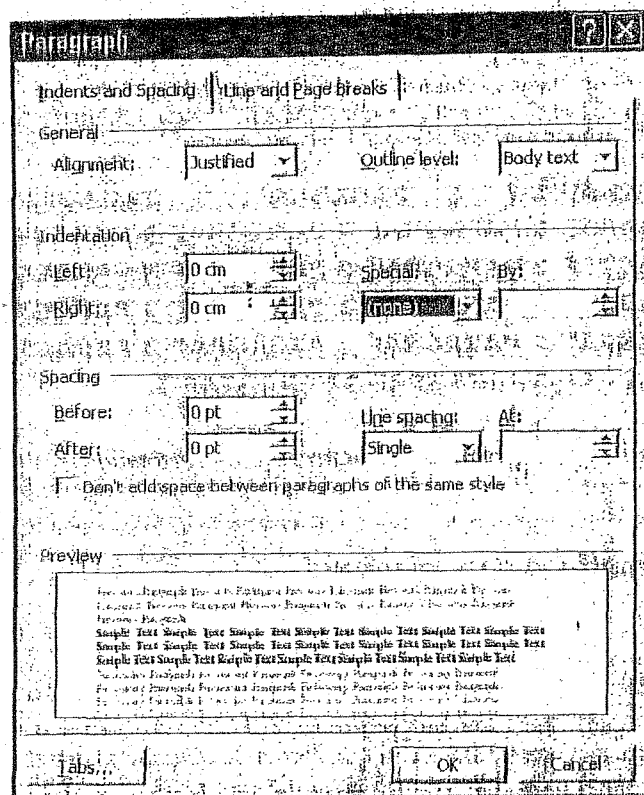 Paragraph
Indents and Spacing Line and Page Breaks
General
Alignment: Justified Outline level: Body text
Indentation
Left: 0 cm Special: By:
Right: 0 cm (none)
Spacing
Before: 0 pt Line spacing: At:
After: 0 pt Single
Don't add space between paragraphs of the same style
Preview
Sample Text Sample Text Sample Text Sample Text Sample Text Sample Text Sample Text
Sample Text Sample Text Sample Text Sample Text Sample Text Sample Text Sample Text
Sample Text Sample Text Sample Text Sample Text Sample Text Sample Text Sample Text
Tabs... OK Cancel